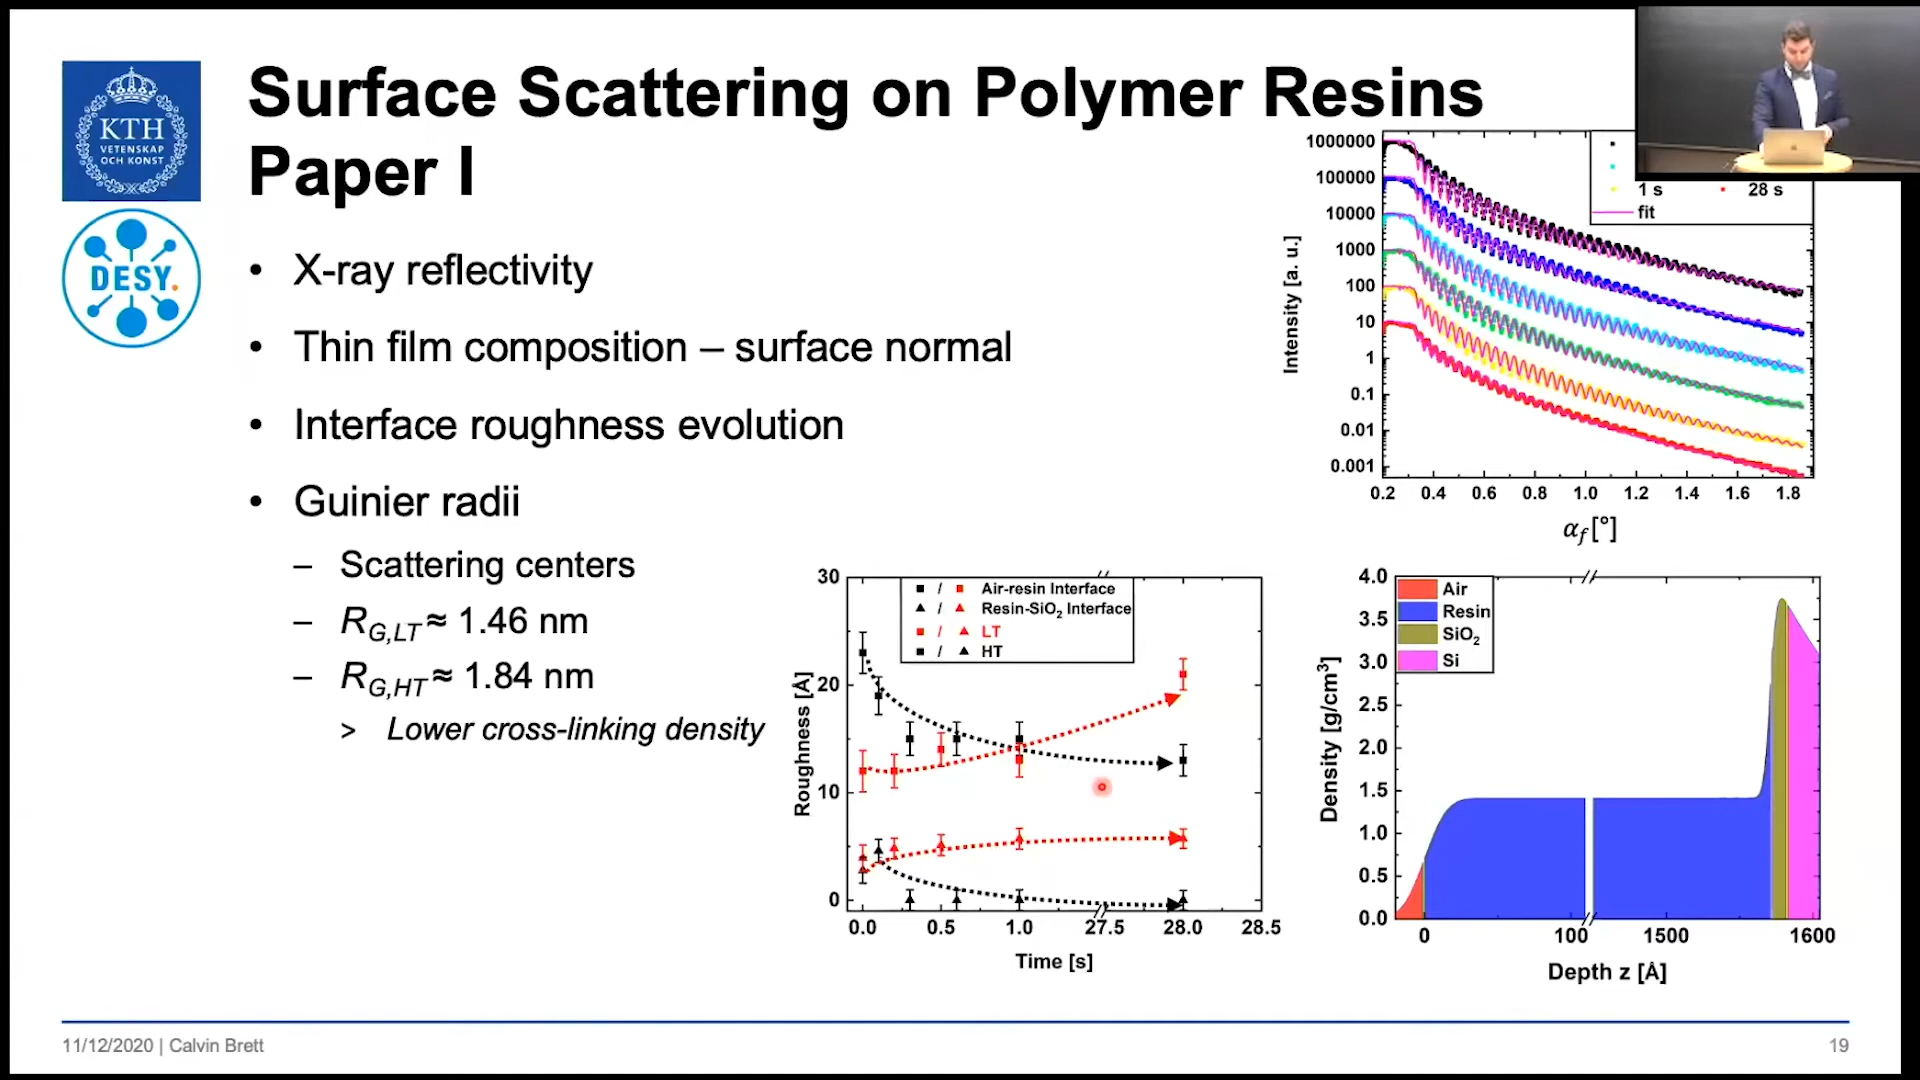 Surface Scattering on Polymer Resins
Paper I
KTH
VETENSKAP
OCH KONST
DESY.
• X-ray reflectivity
• Thin film composition – surface normal
• Interface roughness evolution
• Guinier radii
– Scattering centers
– R_G,LT ≈ 1.46 nm
– R_G,HT ≈ 1.84 nm
> Lower cross-linking density
1000000
100000
10000
1000
100
10
1
0.1
0.01
0.001
Intensity [a. u.]
1 s 28 s
fit
0.2 0.4 0.6 0.8 1.0 1.2 1.4 1.6 1.8
α_f [°]
30
20
10
0
Roughness [Å]
/ Air-resin Interface
/ Resin-SiO₂ Interface
/ LT
/ HT
0.0 0.5 1.0 27.5 28.0 28.5
Time [s]
4.0
3.5
3.0
2.5
2.0
1.5
1.0
0.5
0.0
Density [g/cm³]
Air
Resin
SiO₂
Si
0 100 1500 1600
Depth z [Å]
11/12/2020 | Calvin Brett
19